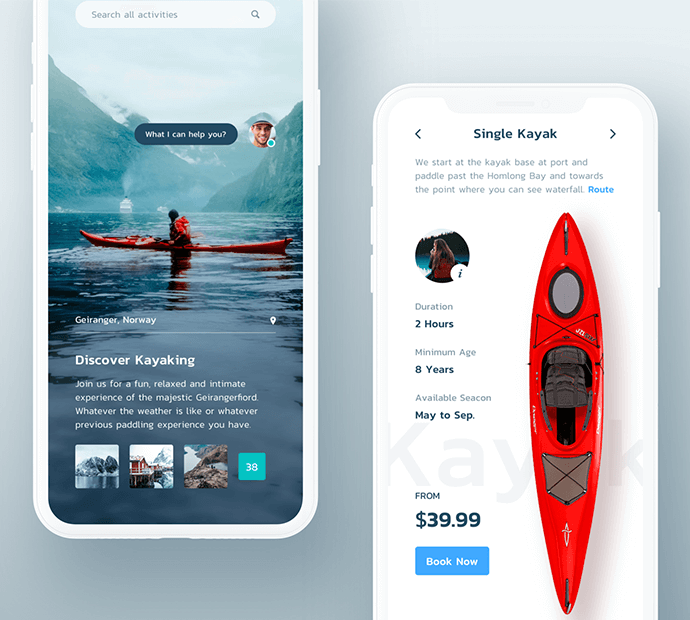 Search all activities
What I can help you?
Geiranger, Norway
Discover Kayaking
Join us for a fun, relaxed and intimate
experience of the majestic Geirangerfiord.
Whatever the weather is like or whatever
previous paddling experience you have.
38
Single Kayak
We start at the kayak base at port and
paddle past the Homlong Bay and towards
the point where you can see waterfall. Route
i
Duration
2 Hours
Minimum Age
8 Years
Available Seacon
May to Sep.
Kayak
FROM
$39.99
Book Now